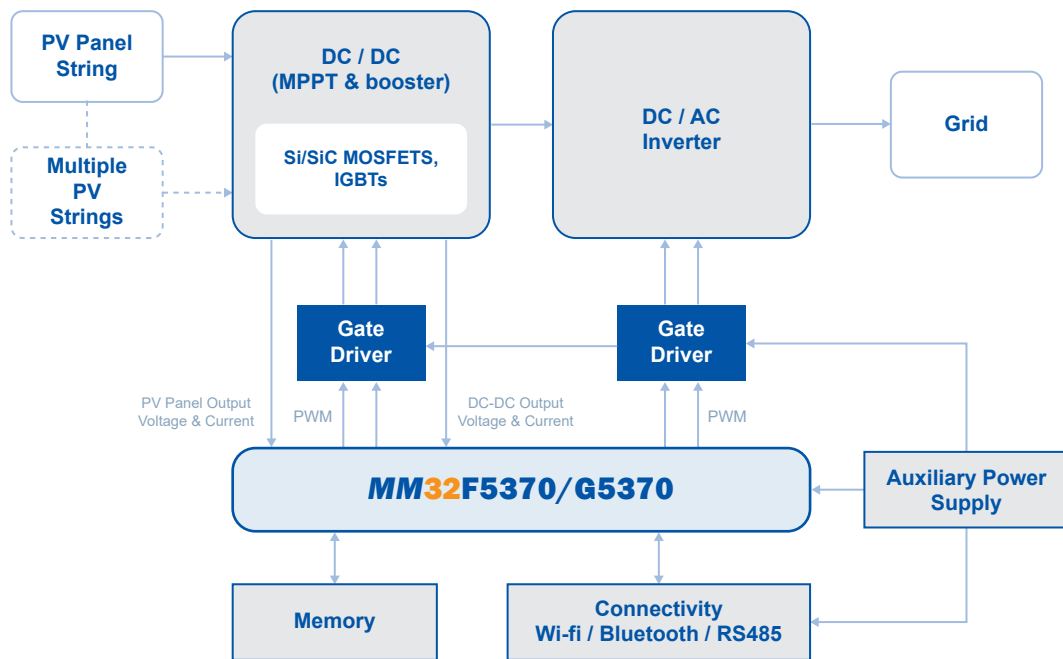 PV Panel
String
DC / DC
(MPPT & booster)
Si/SiC MOSFETS,
IGBTs
DC / AC
Inverter
Grid
Multiple
PV
Strings
Gate
Driver
Gate
Driver
PV Panel Output
Voltage & Current
PWM
DC-DC Output
Voltage & Current
PWM
MM32F5370/G5370
Auxiliary Power
Supply
Memory
Connectivity
Wi-fi / Bluetooth / RS485